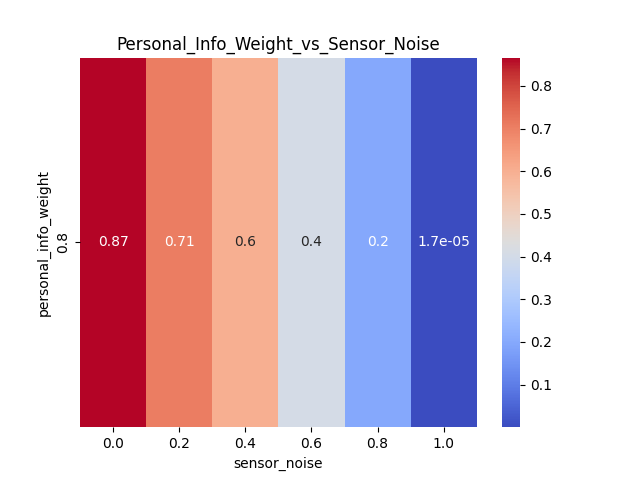 Personal_Info_Weight_vs_Sensor_Noise
personal_info_weight
0.8
0.87 0.71 0.6 0.4 0.2 1.7e-05
0.0 0.2 0.4 0.6 0.8 1.0
sensor_noise
0.8
0.7
0.6
0.5
0.4
0.3
0.2
0.1